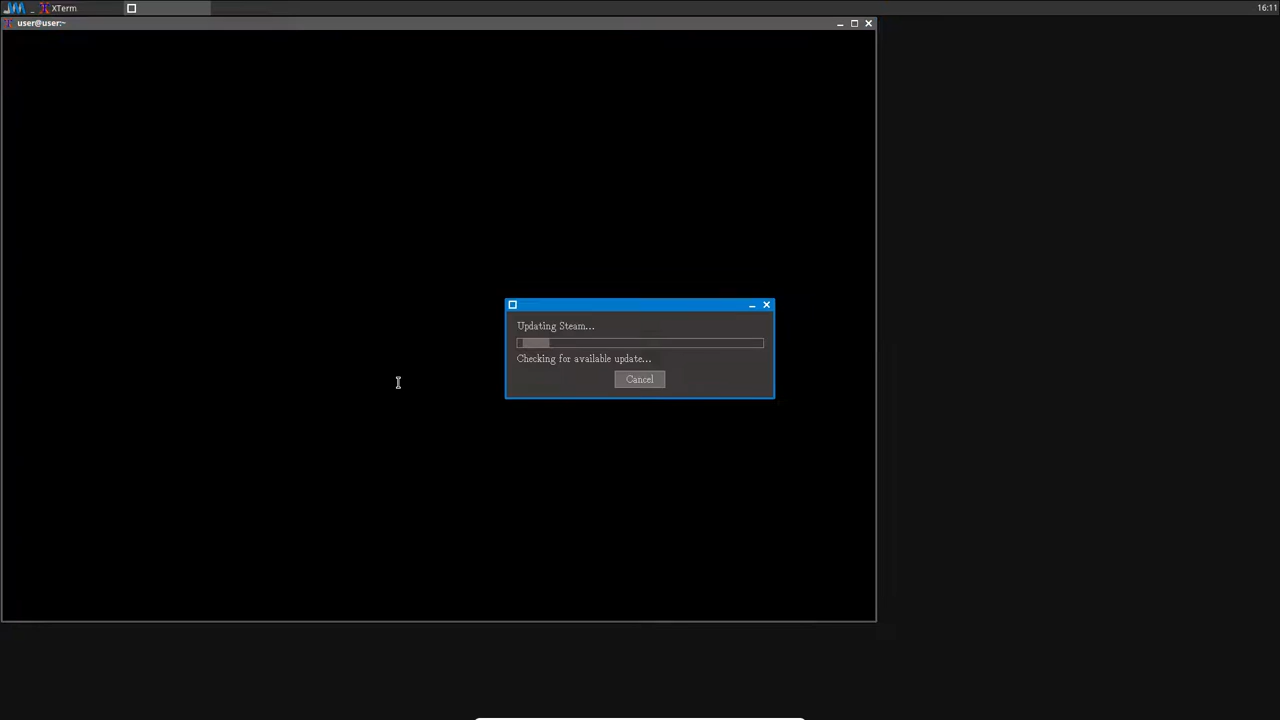 XTerm
16:11
user@user:~
Updating Steam...
Checking for available update...
Cancel